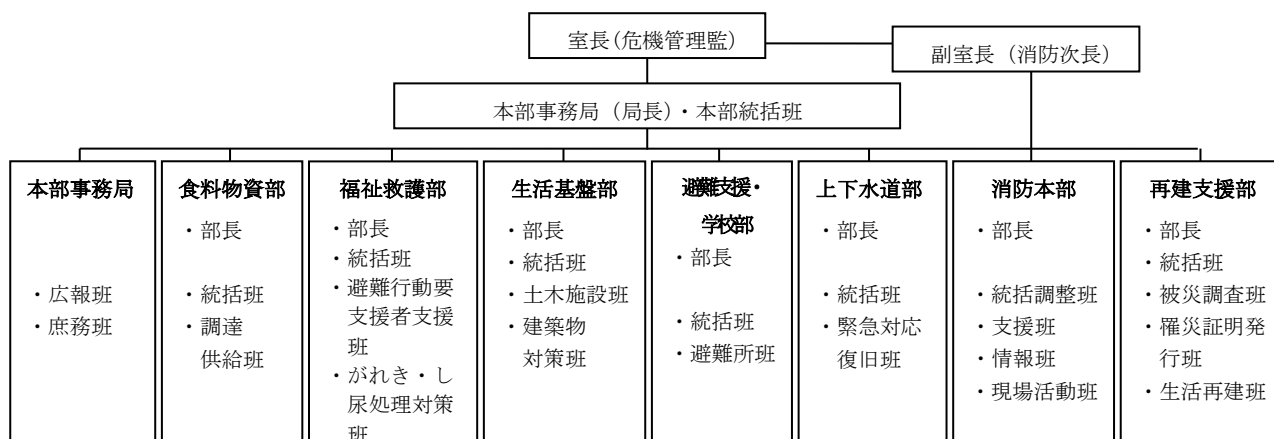 室長（危機管理監）
副室長（消防次長）
本部事務局（局長）・本部統括班
本部事務局
・広報班
・庶務班
食料物資部
・部長
・統括班
・調達
供給班
福祉救護部
・部長
・統括班
・避難行動要
支援者支援
班
・がれき・し
尿処理対策
班
生活基盤部
・部長
・統括班
・土木施設班
・建築物
対策班
避難支援・
学校部
・部長
・統括班
・避難所班
上下水道部
・部長
・統括班
・緊急対応
復旧班
消防本部
・部長
・統括調整班
・支援班
・情報班
・現場活動班
再建支援部
・部長
・統括班
・被災調査班
・罹災証明発
行班
・生活再建班